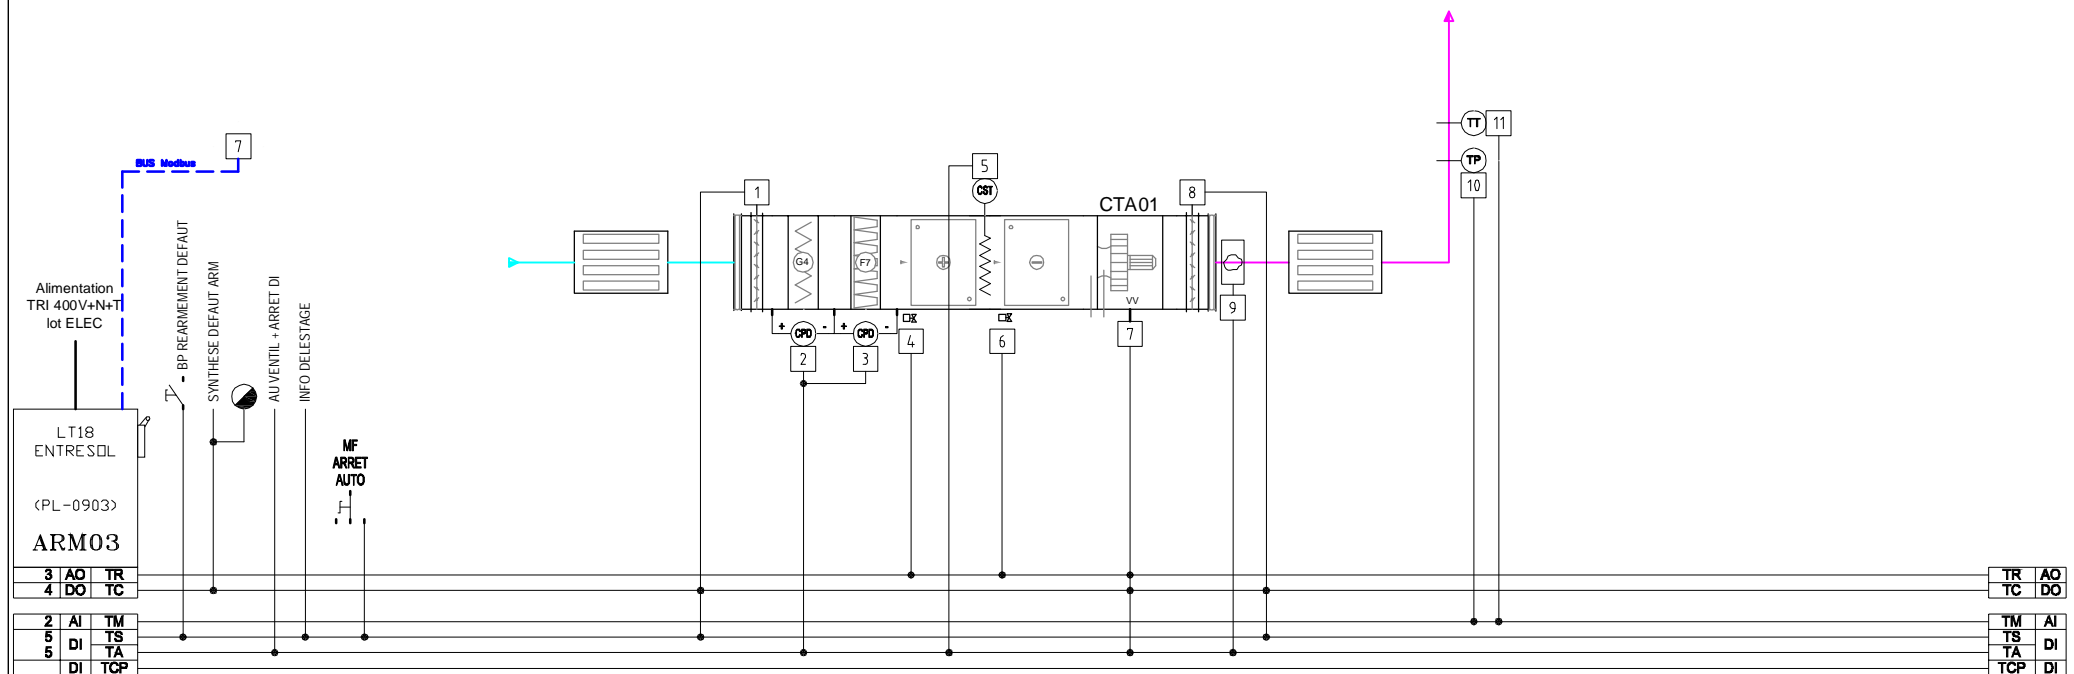 TT 11
7
BUS Modbus
TP
10
5
CST
1
8
CTA01
BP REARMEMENT DEFAUT
SYNTHESE DEFAUT ARM
AU VENTIL + ARRET DI
INFO DELESTAGE
G4
F7
+
-
VV
Alimentation
TRI 400V+N+T
lot ELEC
9
+ CPD - + CPD -
2
3
4
6
7
LT18
ENTRESOL
(PL-0903)
ARM03
MF
ARRET
AUTO
3 AO TR
4 DO TC
2 AI TM
5 DI TS
5 TA
DI TCP
TR AO
TC DO
TM AI
TS DI
TA
TCP DI